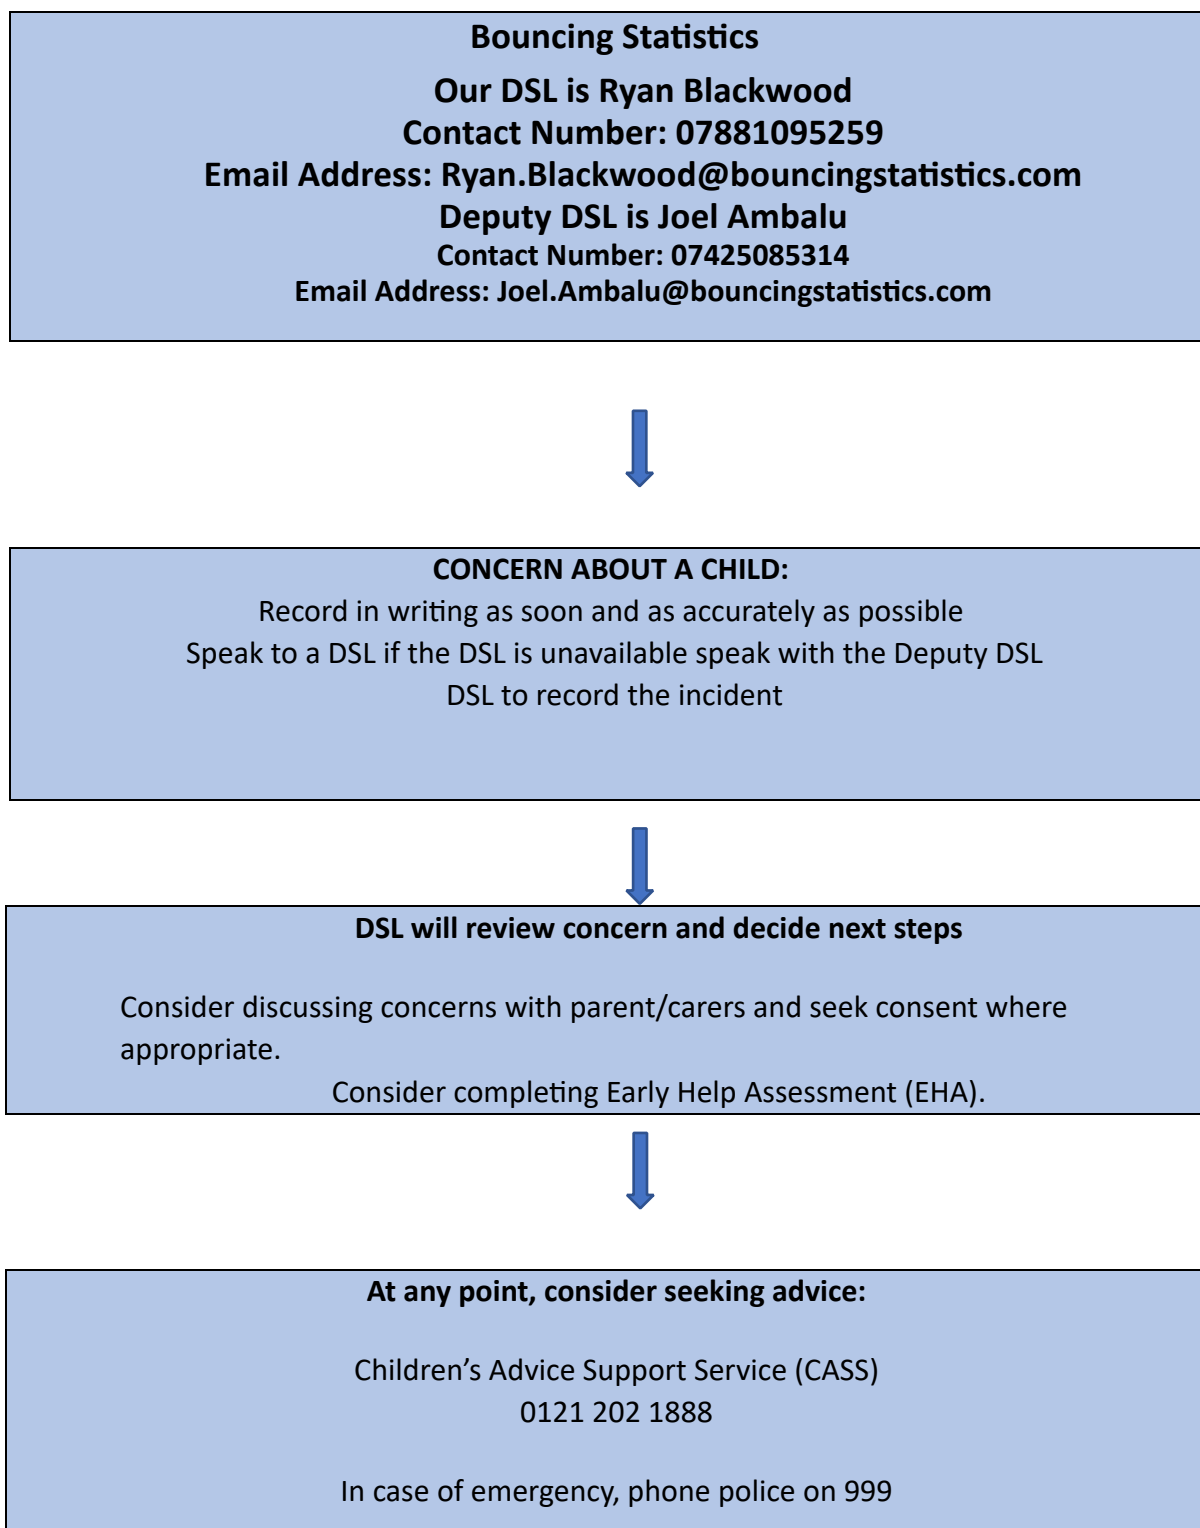 Bouncing Statistics
Our DSL is Ryan Blackwood
Contact Number: 07881095259
Email Address: Ryan.Blackwood@bouncingstatistics.com
Deputy DSL is Joel Ambalu
Contact Number: 07425085314
Email Address: Joel.Ambalu@bouncingstatistics.com
CONCERN ABOUT A CHILD:
Record in writing as soon and as accurately as possible
Speak to a DSL if the DSL is unavailable speak with the Deputy DSL
DSL to record the incident
DSL will review concern and decide next steps
Consider discussing concerns with parent/carers and seek consent where
appropriate.
Consider completing Early Help Assessment (EHA).
At any point, consider seeking advice:
Children’s Advice Support Service (CASS)
0121 202 1888
In case of emergency, phone police on 999